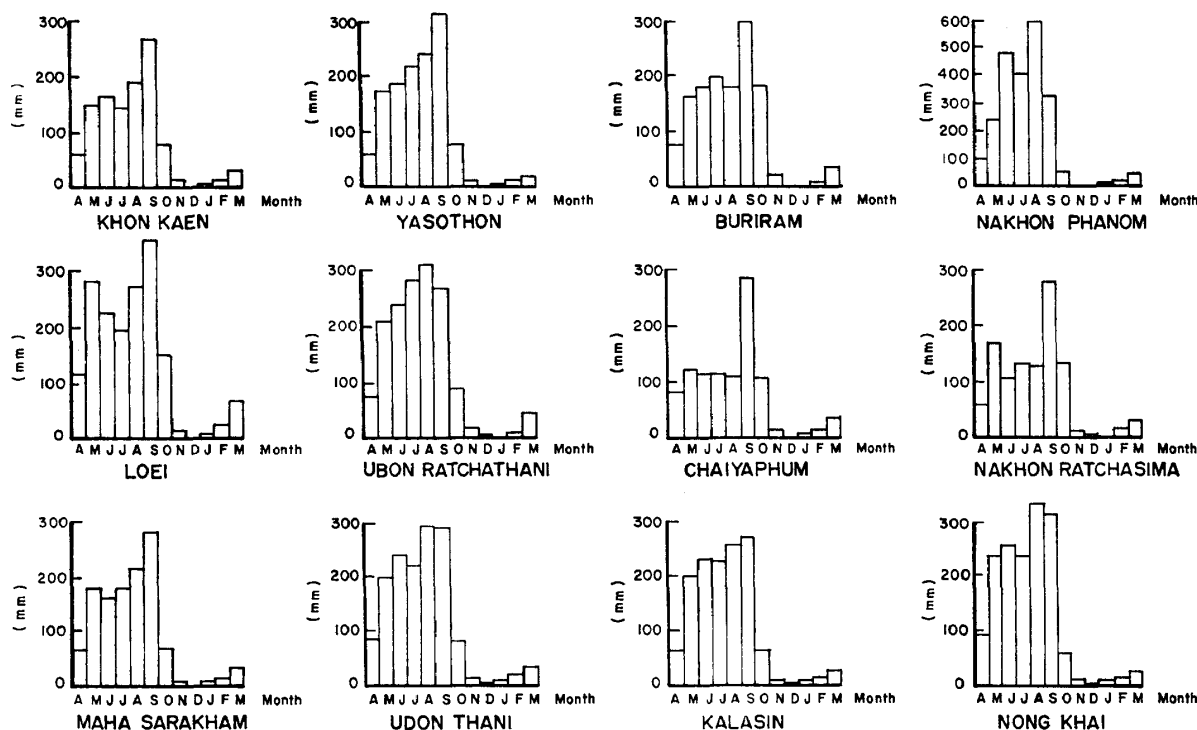 300
200
100
0
(mm)
A M J J A S O N D J F M Month
KHON KAEN
300
200
100
0
(mm)
A M J J A S O N D J F M Month
YASOTHON
300
200
100
0
(mm)
A M J J A S O N D J F M Month
BURIRAM
600
500
400
300
200
100
0
(mm)
A M J J A S O N D J F M Month
NAKHON PHANOM
300
200
100
0
(mm)
A M J J A S O N D J F M Month
LOEI
300
200
100
0
(mm)
A M J J A S O N D J F M Month
UBON RATCHATHANI
300
200
100
0
(mm)
A M J J A S O N D J F M Month
CHAIYAPHUM
300
200
100
0
(mm)
A M J J A S O N D J F M Month
NAKHON RATCHASIMA
300
200
100
0
(mm)
A M J J A S O N D J F M Month
MAHA SARAKHAM
300
200
100
0
(mm)
A M J J A S O N D J F M Month
UDON THANI
300
200
100
0
(mm)
A M J J A S O N D J F M Month
KALASIN
300
200
100
0
(mm)
A M J J A S O N D J F M Month
NONG KHAI